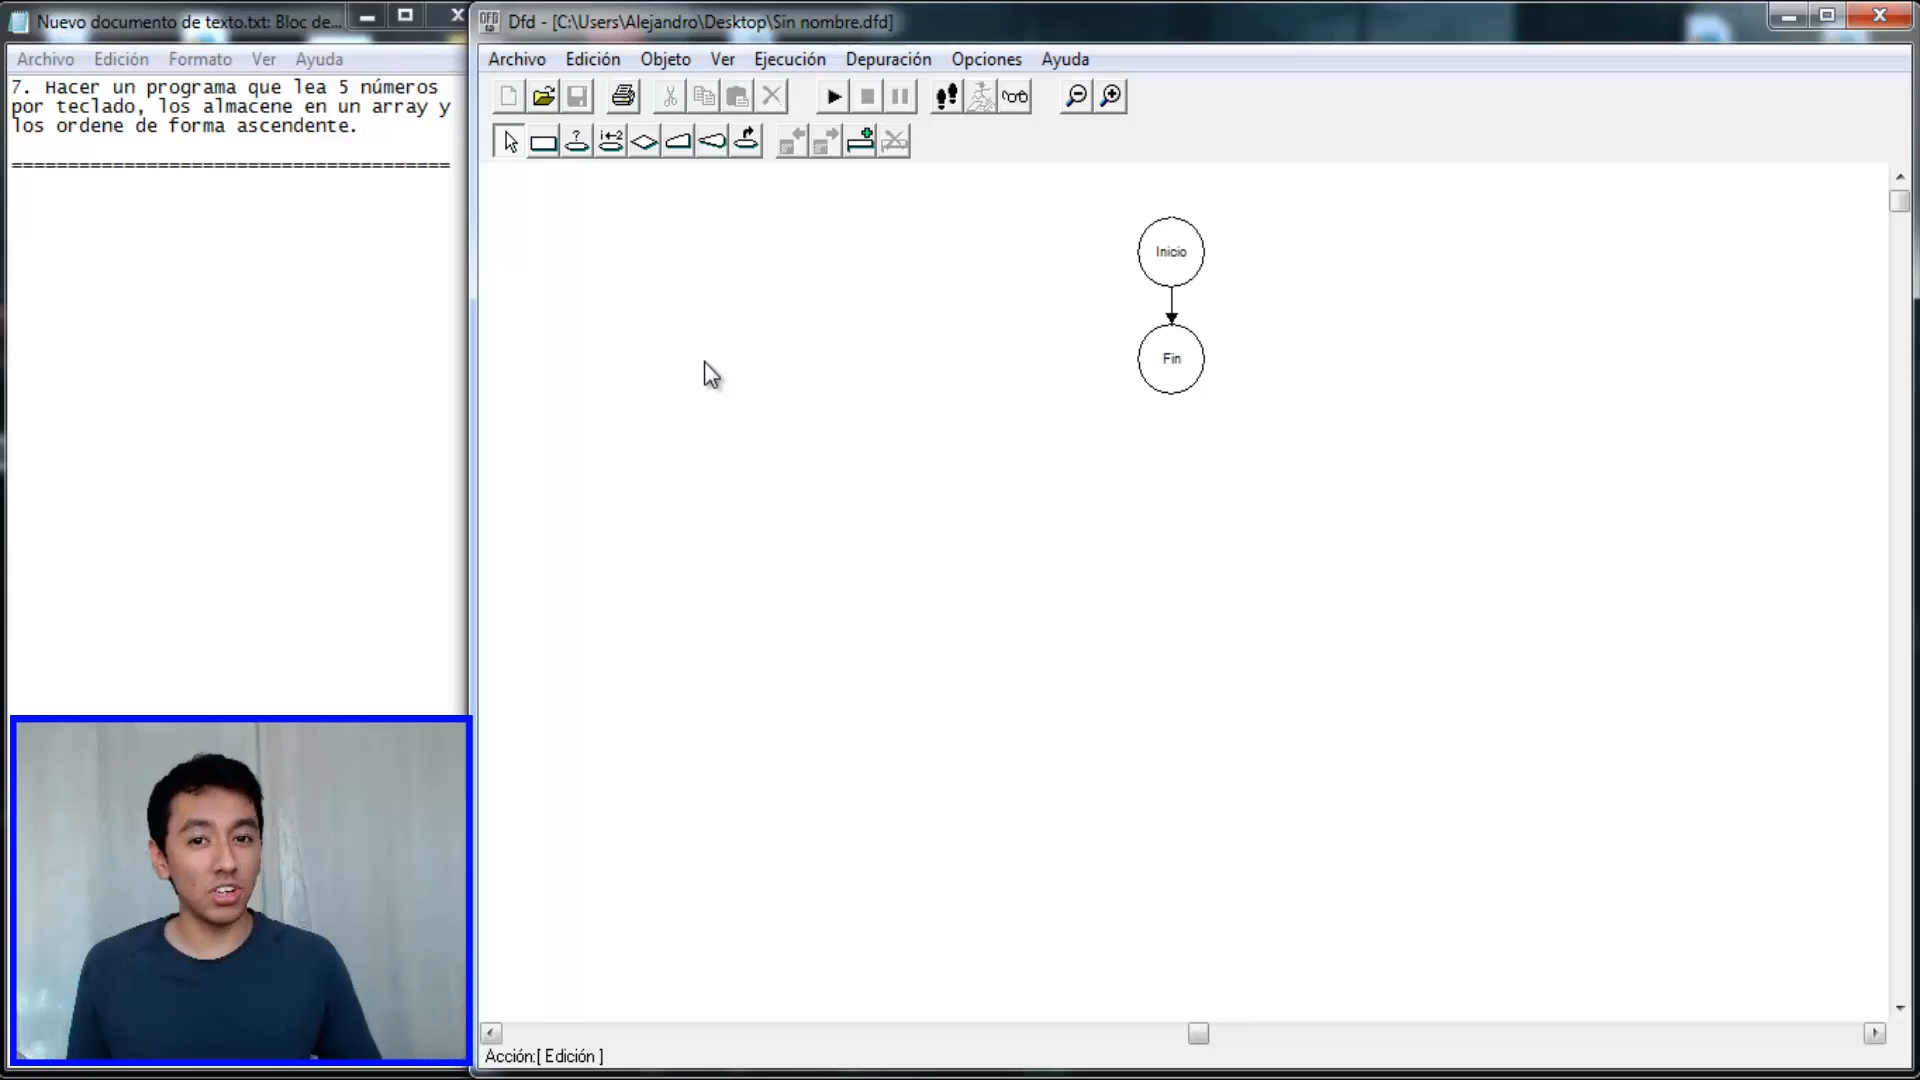 Nuevo documento de texto.txt: Bloc de...
Archivo Edición Formato Ver Ayuda
7. Hacer un programa que lea 5 números
por teclado, los almacene en un array y
los ordene de forma ascendente.
=======================================
Dfd - [C:\Users\Alejandro\Desktop\Sin nombre.dfd]
Archivo Edición Objeto Ver Ejecución Depuración Opciones Ayuda
Inicio
Fin
Acción:[ Edición ]